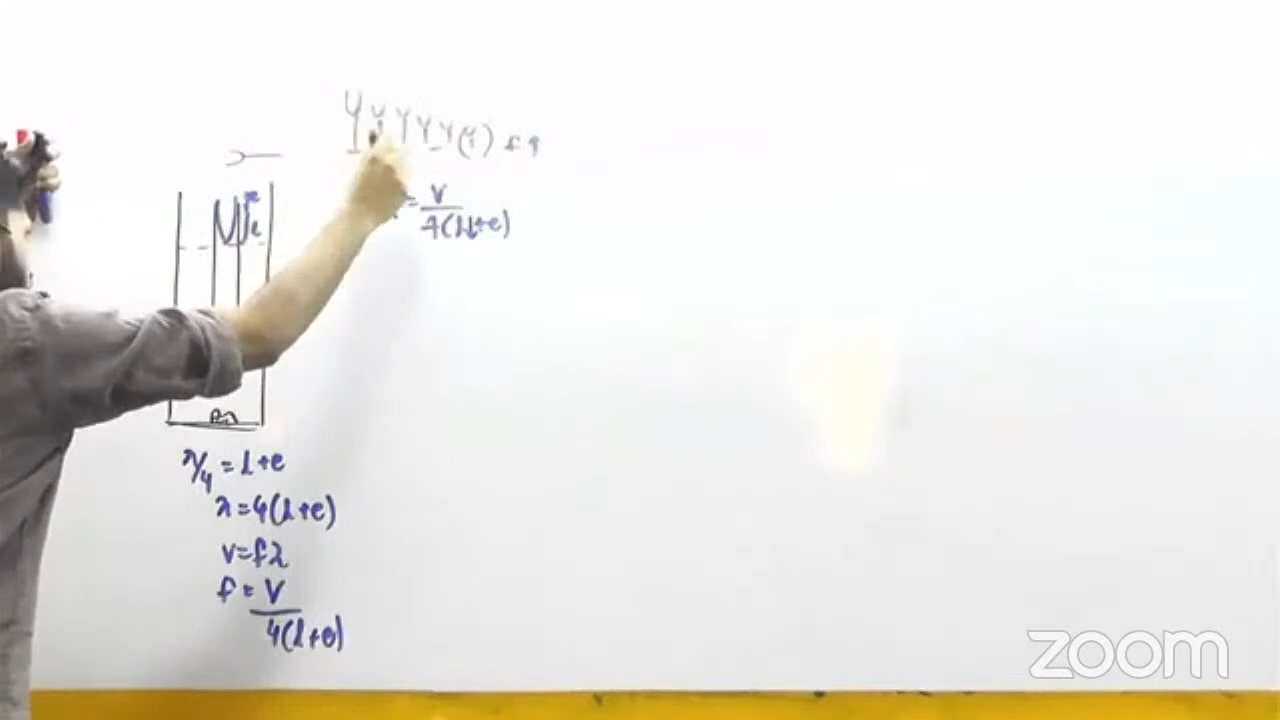 f
= V / 4(l+e)
e
l
λ/4 = l+e
λ = 4(l+e)
v = fλ
f = V / 4(l+e)
zoom